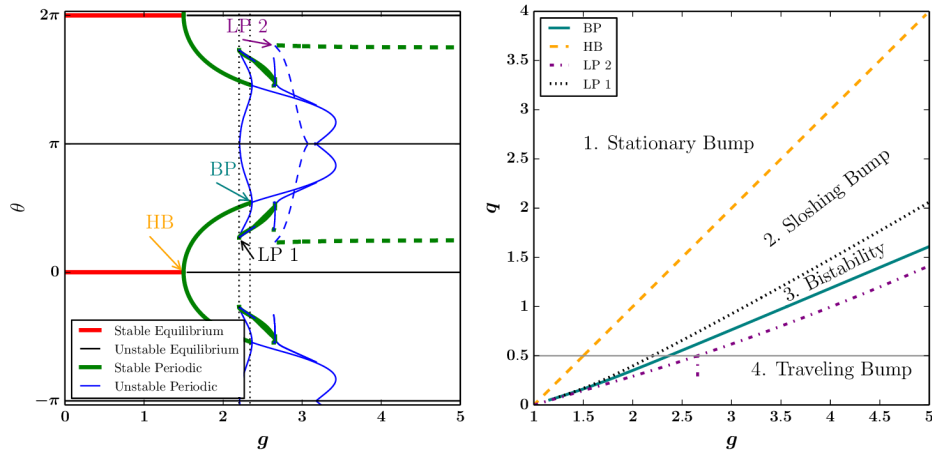 2π
π
0
−π
θ
0
1
2
3
4
5
g
LP 2
BP
HB
LP 1
Stable Equilibrium
Unstable Equilibrium
Stable Periodic
Unstable Periodic
4
3.5
3
2.5
2
1.5
1
0.5
0
q
1
1.5
2
2.5
3
3.5
4
4.5
5
g
BP
HB
LP 2
LP 1
1. Stationary Bump
2. Sloshing Bump
3. Bistability
4. Traveling Bump